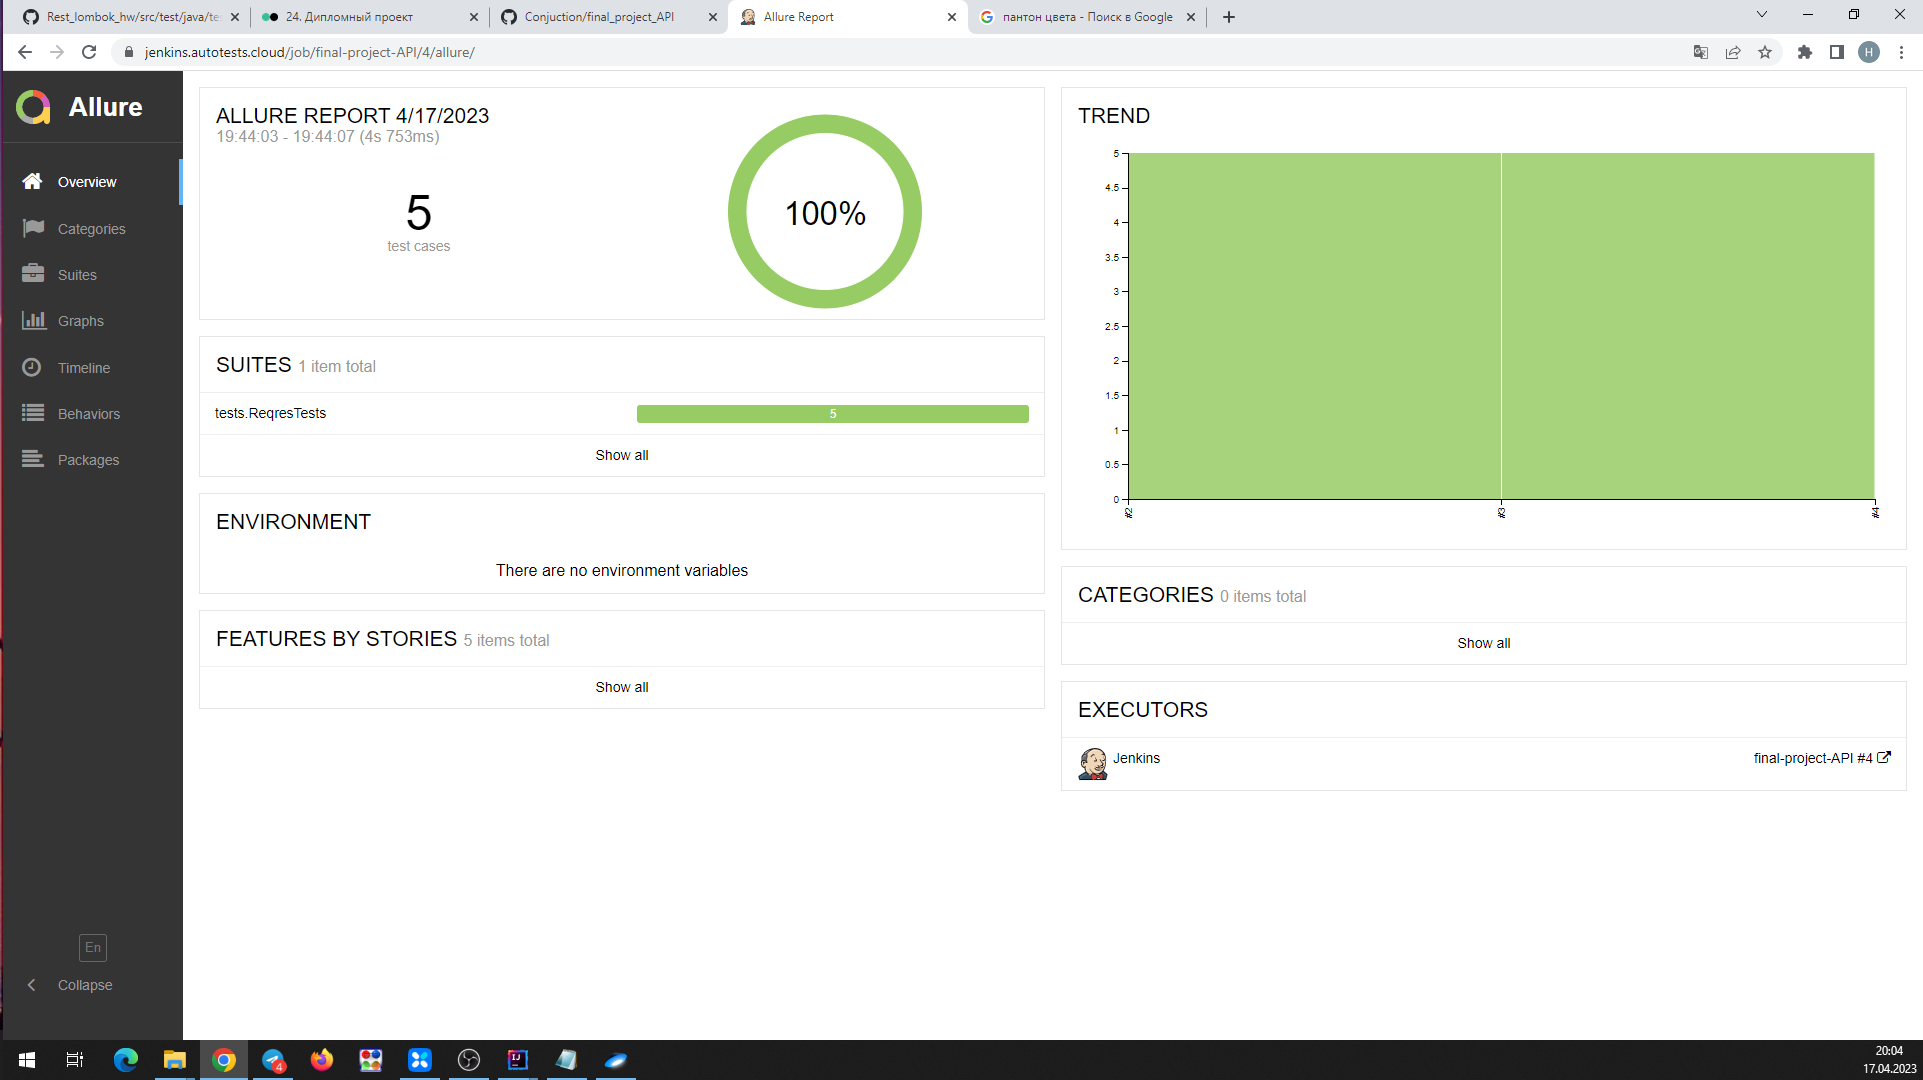 Rest_lombok_hw/src/test/java/te
24. Дипломный проект
Conjuction/final_project_API
Allure Report
пантон цвета - Поиск в Google
jenkins.autotests.cloud/job/final-project-API/4/allure/
H
Allure
Overview
Categories
Suites
Graphs
Timeline
Behaviors
Packages
En
Collapse
ALLURE REPORT 4/17/2023
19:44:03 - 19:44:07 (4s 753ms)
5
test cases
100%
SUITES 1 item total
tests.ReqresTests 5
Show all
ENVIRONMENT
There are no environment variables
FEATURES BY STORIES 5 items total
Show all
TREND
5
4.5
4
3.5
3
2.5
2
1.5
1
0.5
0
#2
#3
#4
CATEGORIES 0 items total
Show all
EXECUTORS
Jenkins final-project-API #4
4
20:04
17.04.2023